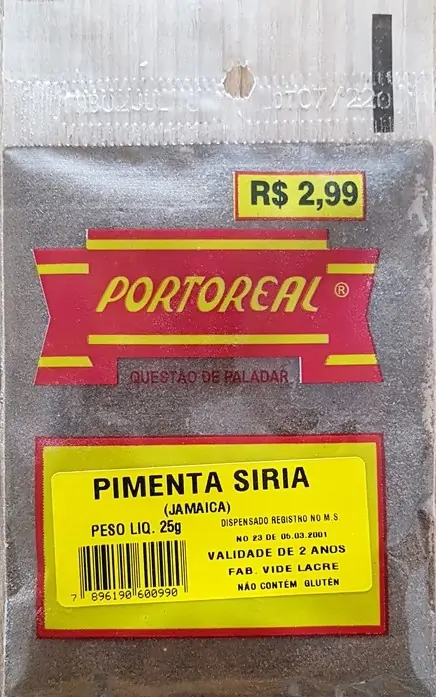 R$ 2,99
PORTOREAL®
QUESTÃO DE PALADAR
PIMENTA SIRIA
(JAMAICA)
PESO LIQ. 25g
DISPENSADO REGISTRO NO M.S
NO 23 DE 05.03.2001
VALIDADE DE 2 ANOS
FAB. VIDE LACRE
NÃO CONTÉM GLUTÉN
7 896190 600990